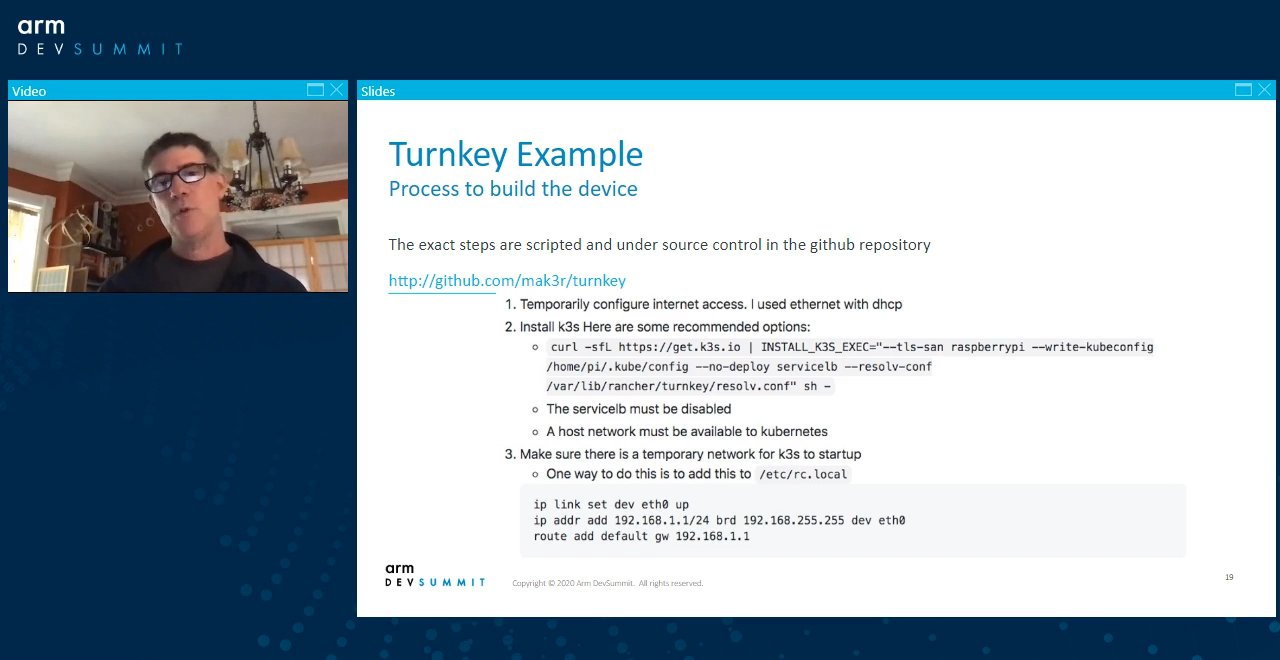 arm
DEVSUMMIT
Video
Slides
Turnkey Example
Process to build the device
The exact steps are scripted and under source control in the github repository
http://github.com/mak3r/turnkey
1. Temporarily configure internet access. I used ethernet with dhcp
2. Install k3s Here are some recommended options:
curl -sfL https://get.k3s.io | INSTALL_K3S_EXEC="--tls-san raspberrypi --write-kubeconfig
/home/pi/.kube/config --no-deploy servicelb --resolv-conf
/var/lib/rancher/turnkey/resolv.conf" sh -
The servicelb must be disabled
A host network must be available to kubernetes
3. Make sure there is a temporary network for k3s to startup
One way to do this is to add this to /etc/rc.local
ip link set dev eth0 up
ip addr add 192.168.1.1/24 brd 192.168.255.255 dev eth0
route add default gw 192.168.1.1
arm
DEVSUMMIT
Copyright © 2020 Arm DevSummit. All rights reserved.
19